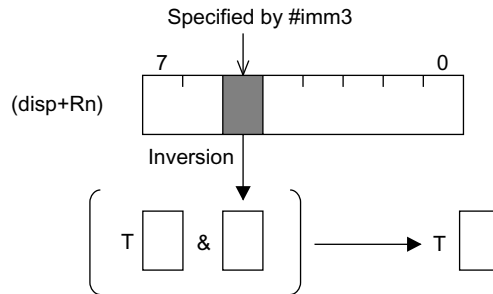 Specified by #imm3
7 0
(disp+Rn)
Inversion
T & T